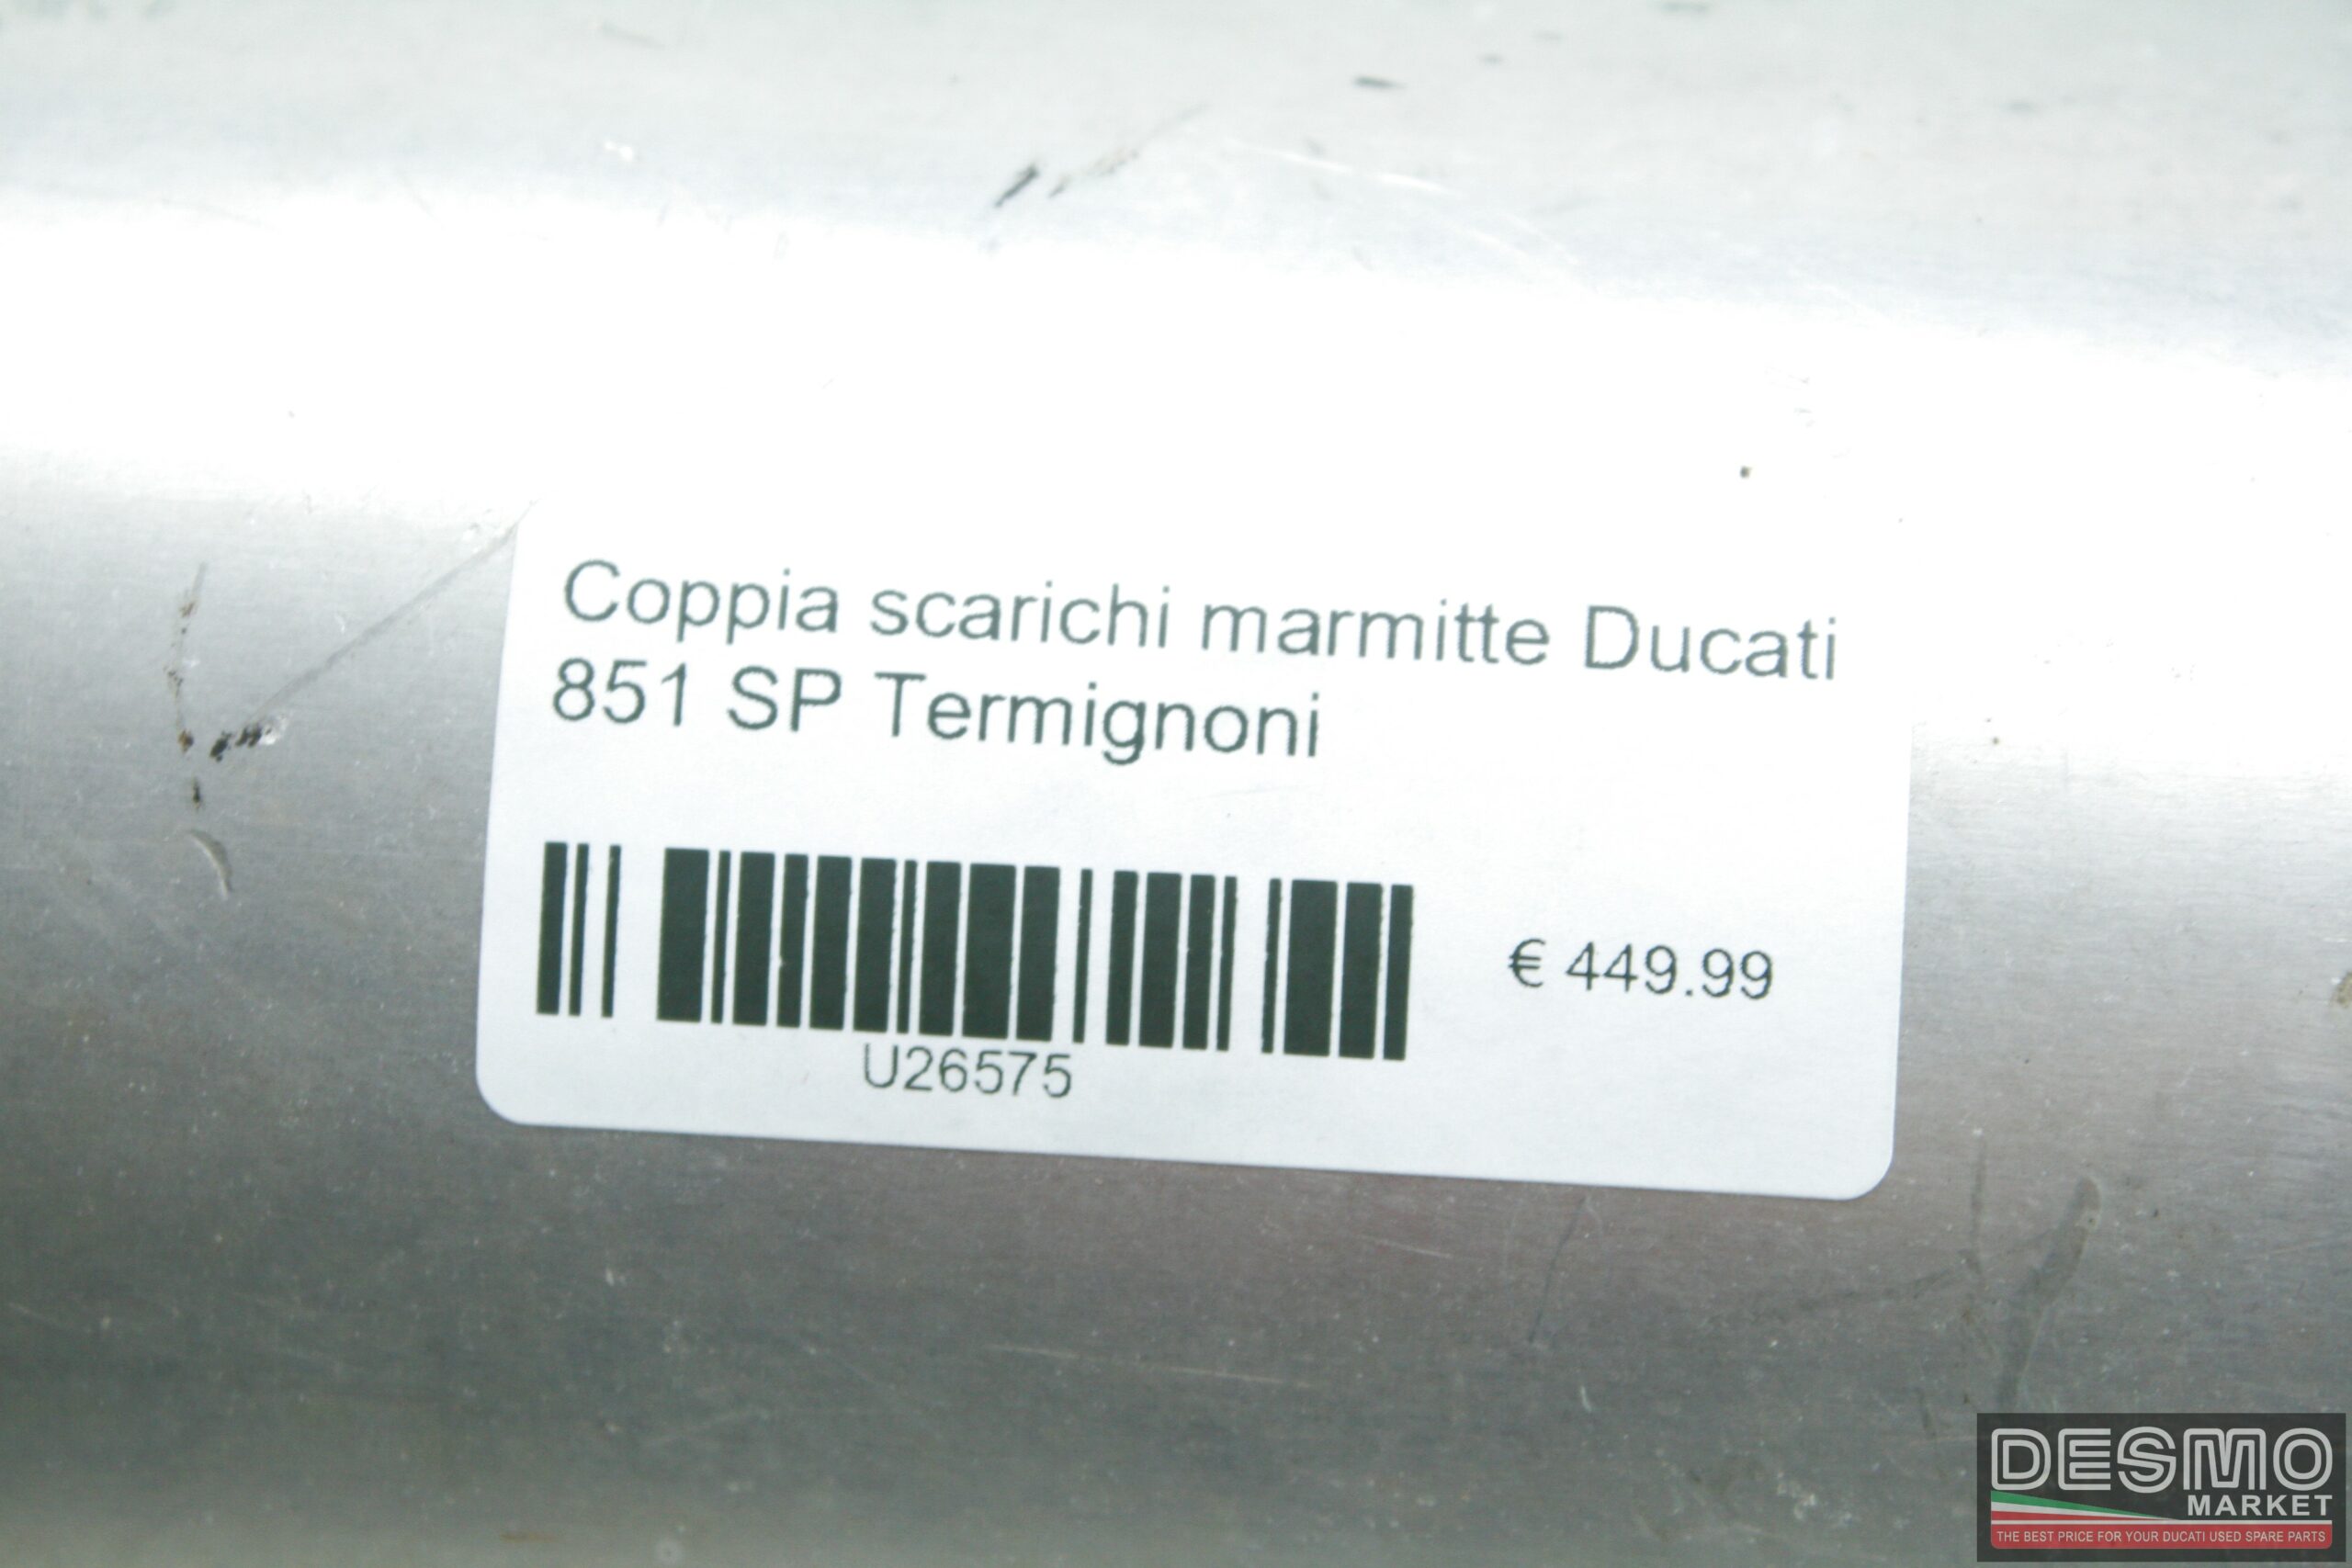 Coppia scarichi marmitte Ducati
851 SP Termignoni
€ 449.99
U26575
DESMO
MARKET
THE BEST PRICE FOR YOUR DUCATI USED SPARE PARTS